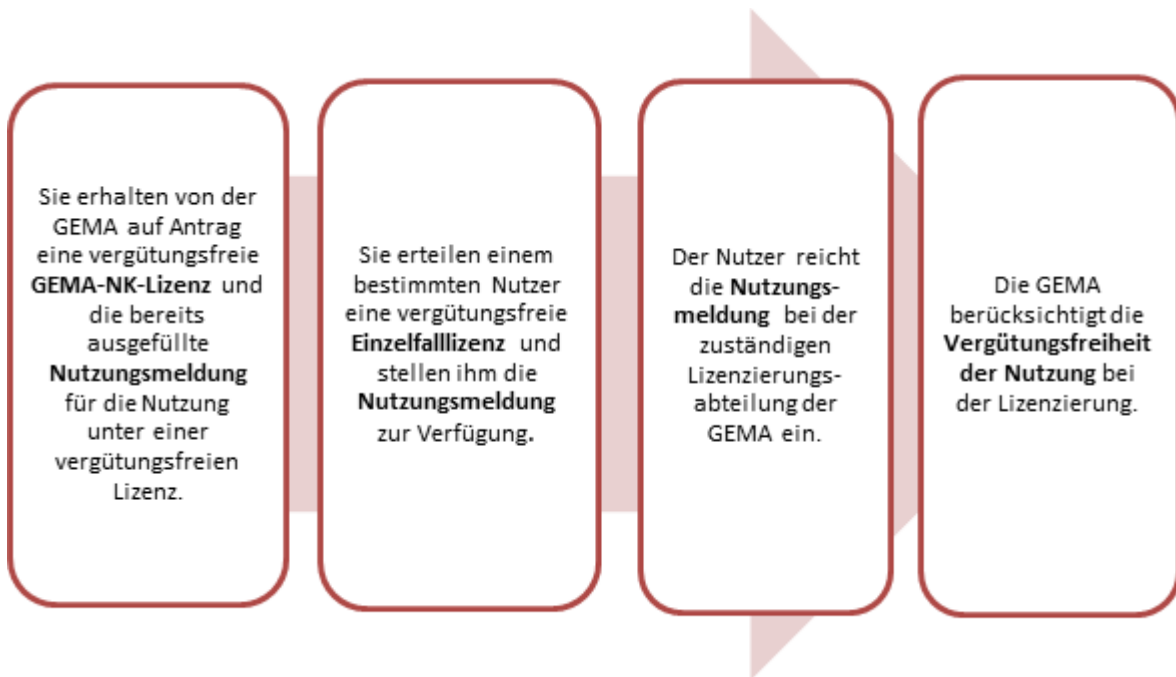 Sie erhalten von der
GEMA auf Antrag
eine vergütungsfreie
GEMA-NK-Lizenz und
die bereits
ausgefüllte
Nutzungsmeldung
für die Nutzung
unter einer
vergütungsfreien
Lizenz.
Sie erteilen einem
bestimmten Nutzer
eine vergütungsfreie
Einzelfalllizenz und
stellen ihm die
Nutzungsmeldung
zur Verfügung.
Der Nutzer reicht
die Nutzungs-
meldung bei der
zuständigen
Lizenzierungs-
abteilung der
GEMA ein.
Die GEMA
berücksichtigt die
Vergütungsfreiheit
der Nutzung bei
der Lizenzierung.